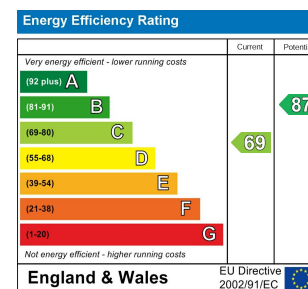 Energy Efficiency Rating
Current Potenti
Very energy efficient - lower running costs
(92 plus) A
(81-91) B
87
(69-80) C
69
(55-68) D
(39-54) E
(21-38) F
(1-20) G
Not energy efficient - higher running costs
England & Wales
EU Directive
2002/91/EC